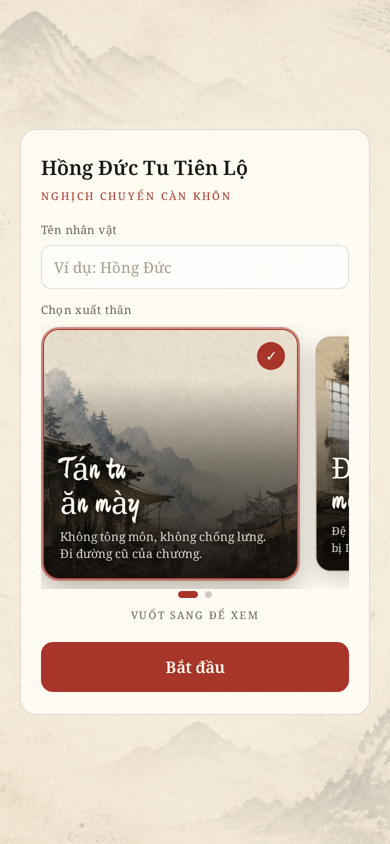 Hồng Đức Tu Tiên Lộ
NGHỊCH CHUYỂN CÀN KHÔN
Tên nhân vật
Ví dụ: Hồng Đức
Chọn xuất thân
✓
Tán tu
ăn mày
Không tông môn, không chống lưng.
Đi đường cũ của chương.
Đệ
bị
VUỐT SANG ĐỂ XEM
Bắt đầu